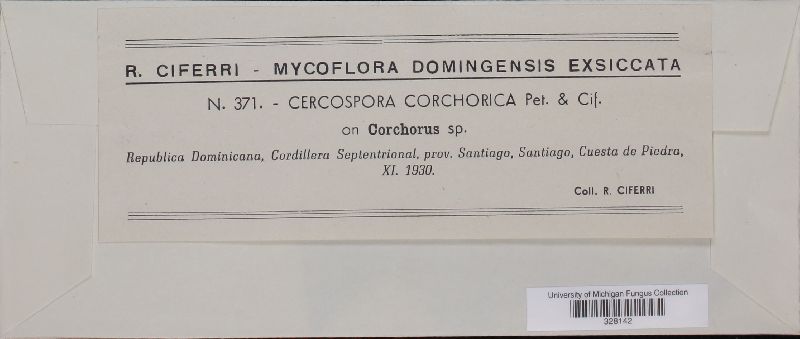 R. CIFERRI - MYCOFLORA DOMINGENSIS EXSICCATA
N. 371. - CERCOSPORA CORCHORICA Pet. & Cif.
on Corchorus sp.
Republica Dominicana, Cordillera Septentrional, prov. Santiago, Santiago, Cuesta de Piedra,
XI. 1930.
Coll. R. CIFERRI
University of Michigan Fungus Collection
328142